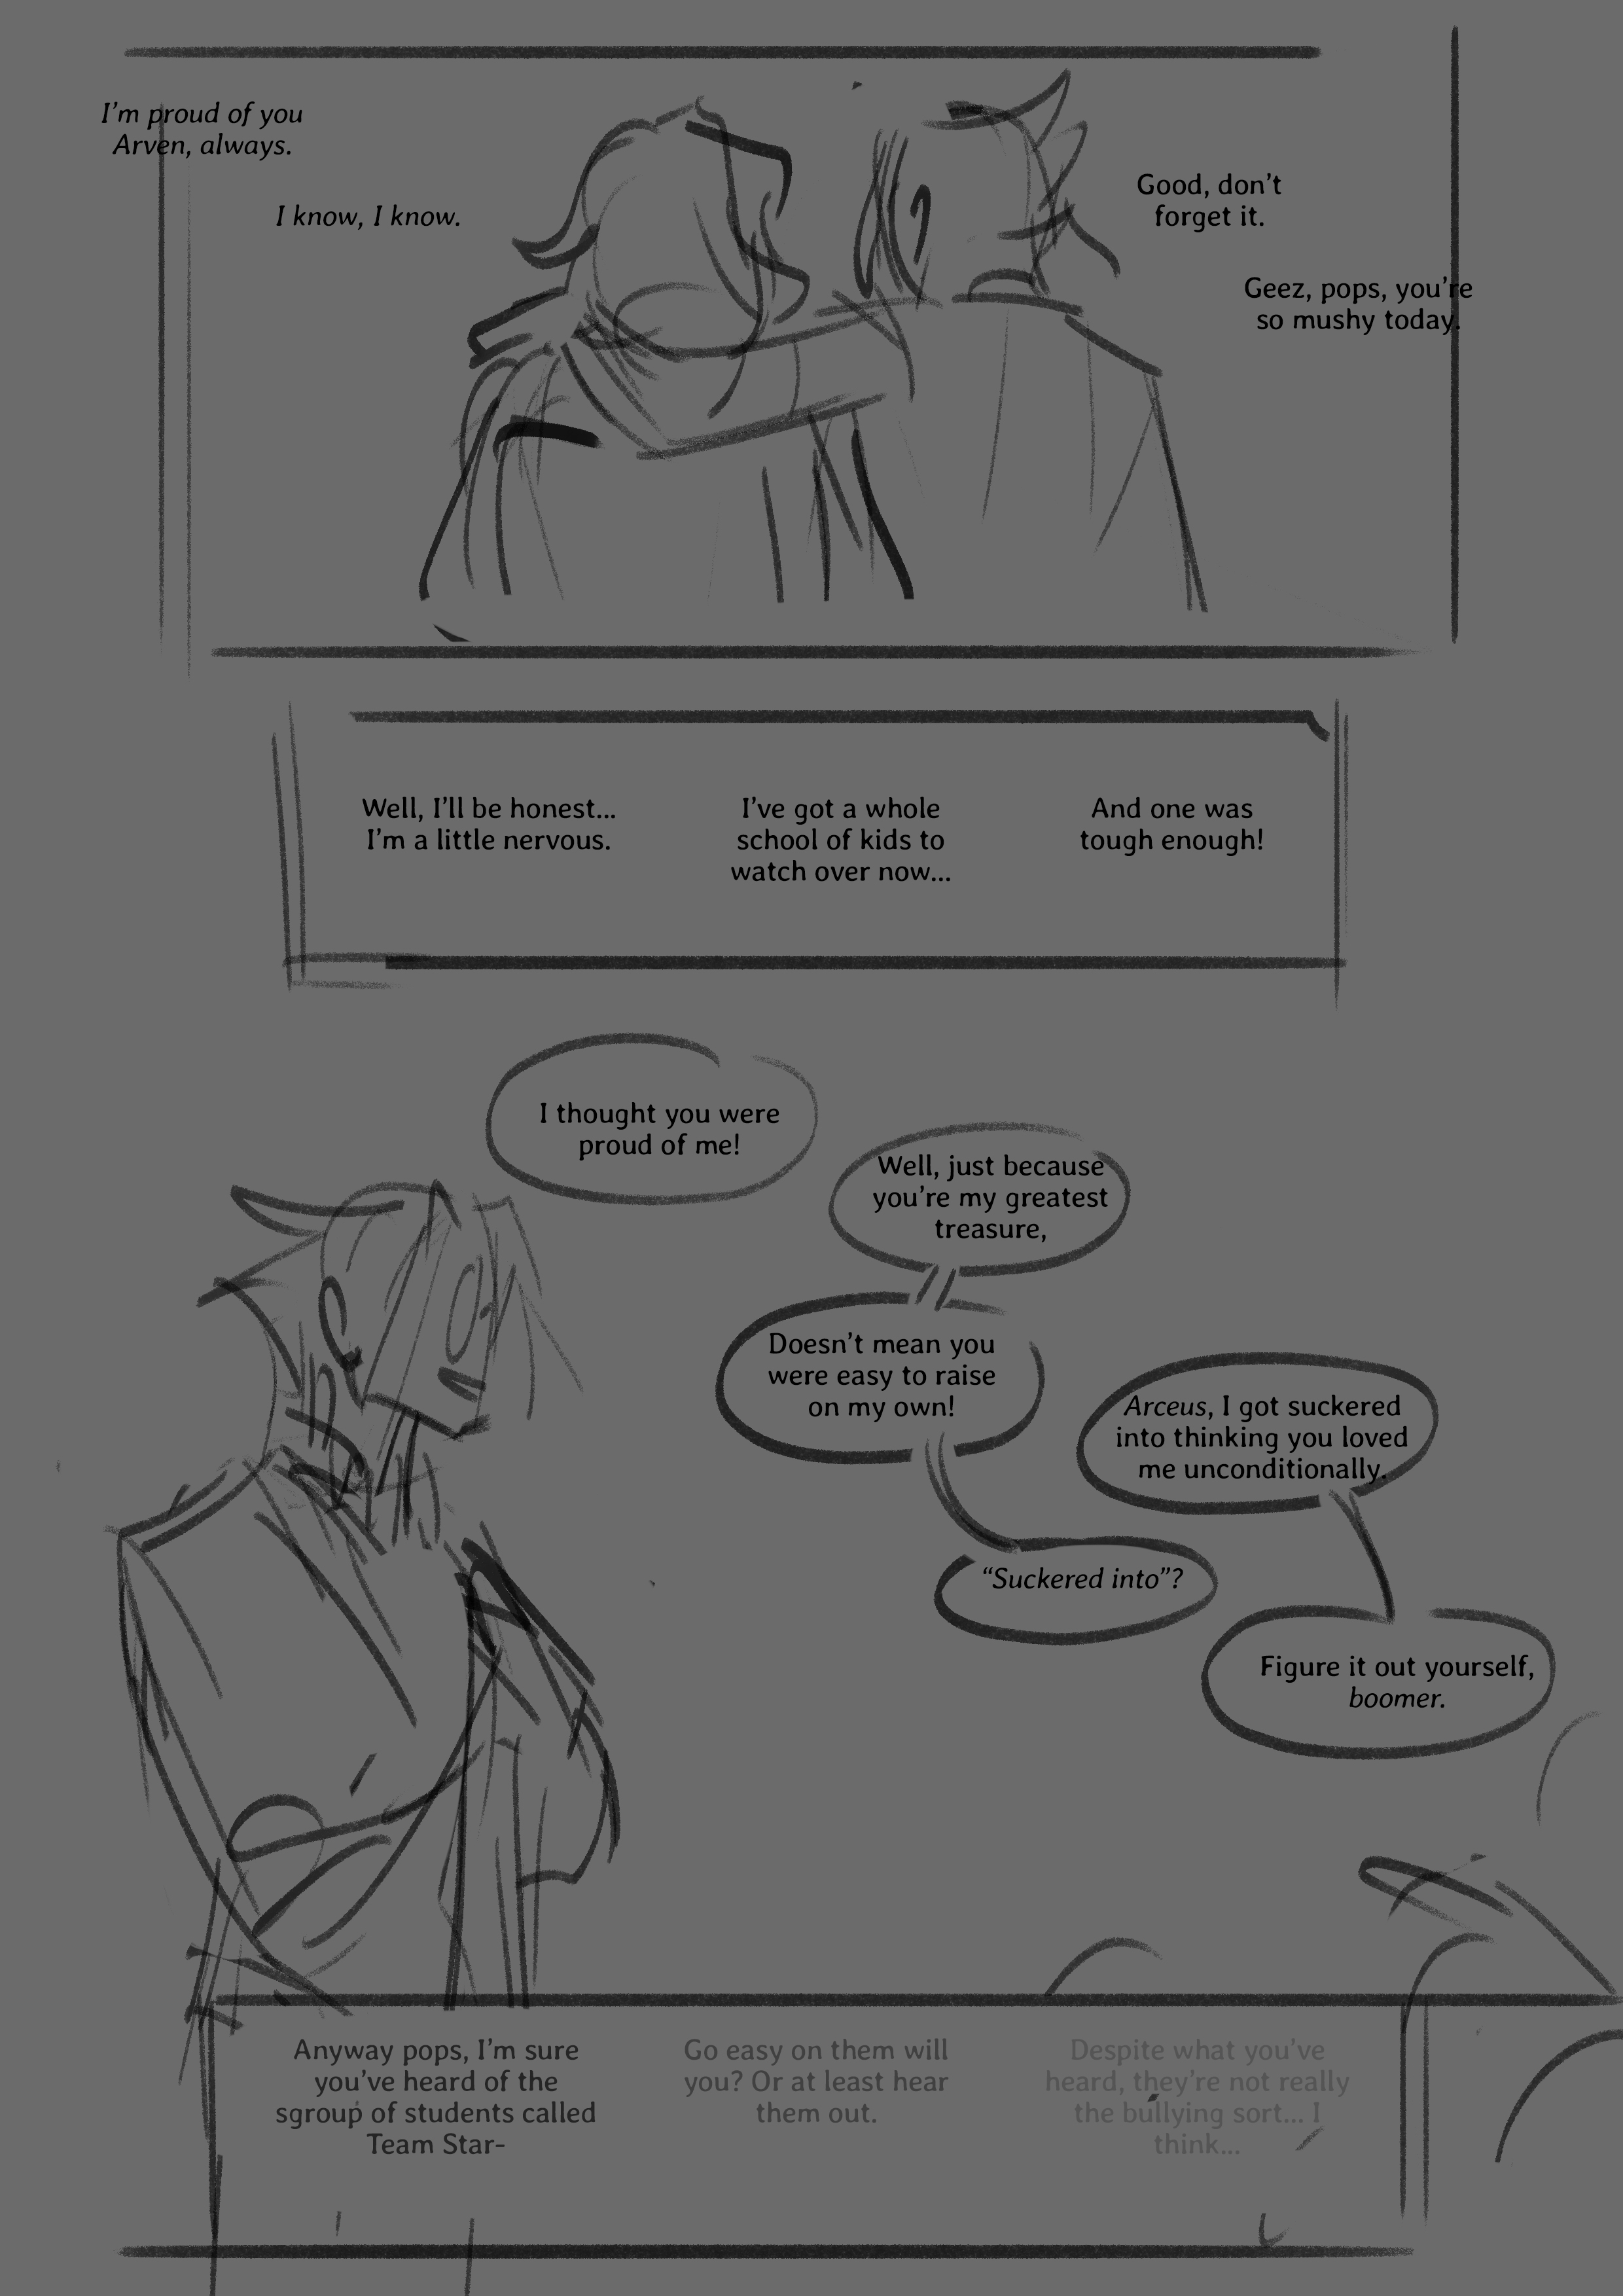 I'm proud of you
Arven, always.
I know, I know.
Good, don't
forget it.
Geez, pops, you're
so mushy today.
Well, I'll be honest...
I'm a little nervous.
I've got a whole
school of kids to
watch over now...
And one was
tough enough!
I thought you were
proud of me!
Well, just because
you're my greatest
treasure,
Doesn't mean you
were easy to raise
on my own!
Arceus, I got suckered
into thinking you loved
me unconditionally.
"Suckered into"?
Figure it out yourself,
boomer.
Anyway pops, I'm sure
you've heard of the
sgroup of students called
Team Star-
Go easy on them will
you? Or at least hear
them out.
Despite what you've
heard, they're not really
the bullying sort... I
think...